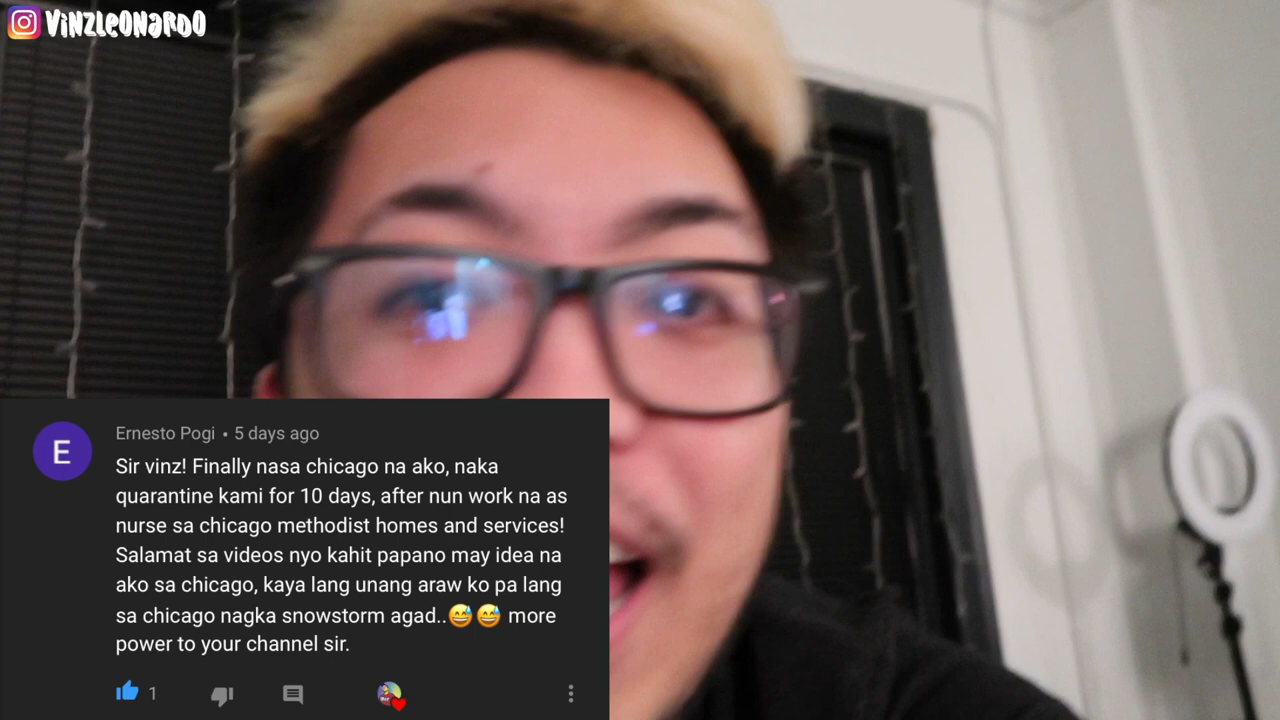 VINZLEONARDO
E
Ernesto Pogi • 5 days ago
Sir vinz! Finally nasa chicago na ako, naka
quarantine kami for 10 days, after nun work na as
nurse sa chicago methodist homes and services!
Salamat sa videos nyo kahit papano may idea na
ako sa chicago, kaya lang unang araw ko pa lang
sa chicago nagka snowstorm agad..😅😅 more
power to your channel sir.
1